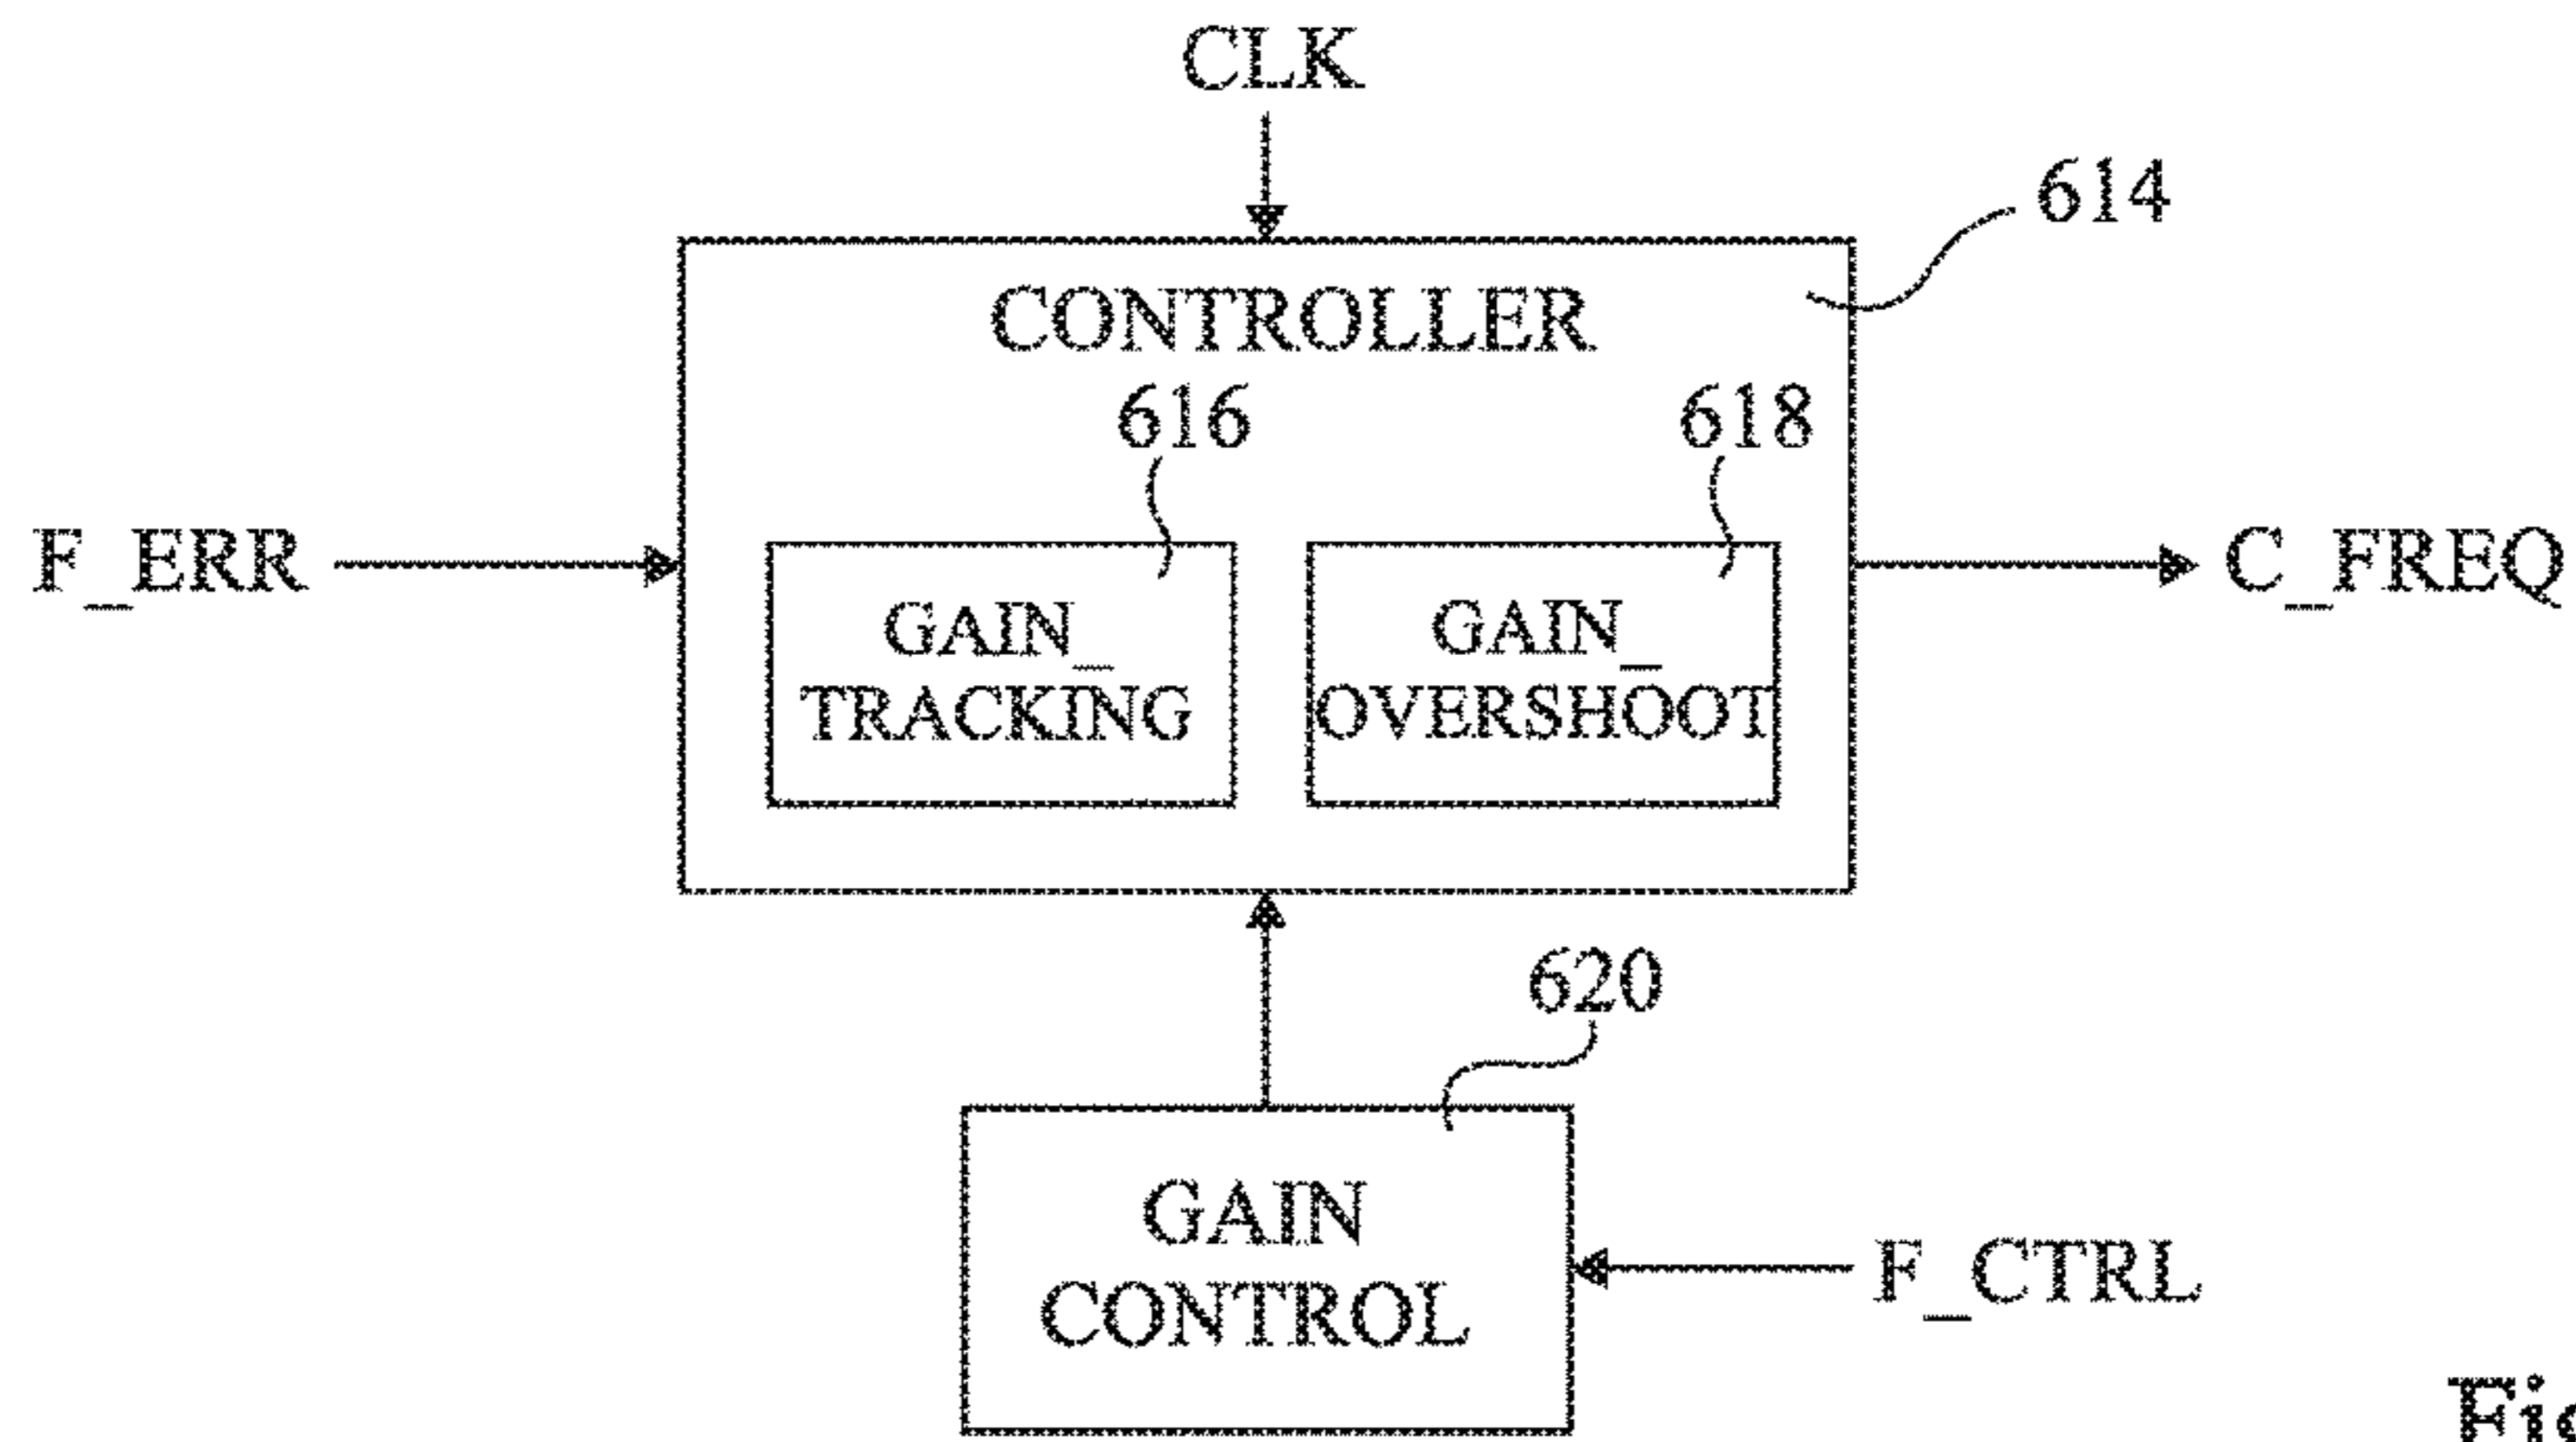 CLK
614
CONTROLLER
616
618
F_ERR
C_FREQ
GAIN_
TRACKING
GAIN_
OVERSHOOT
620
GAIN
CONTROL
F_CTRL